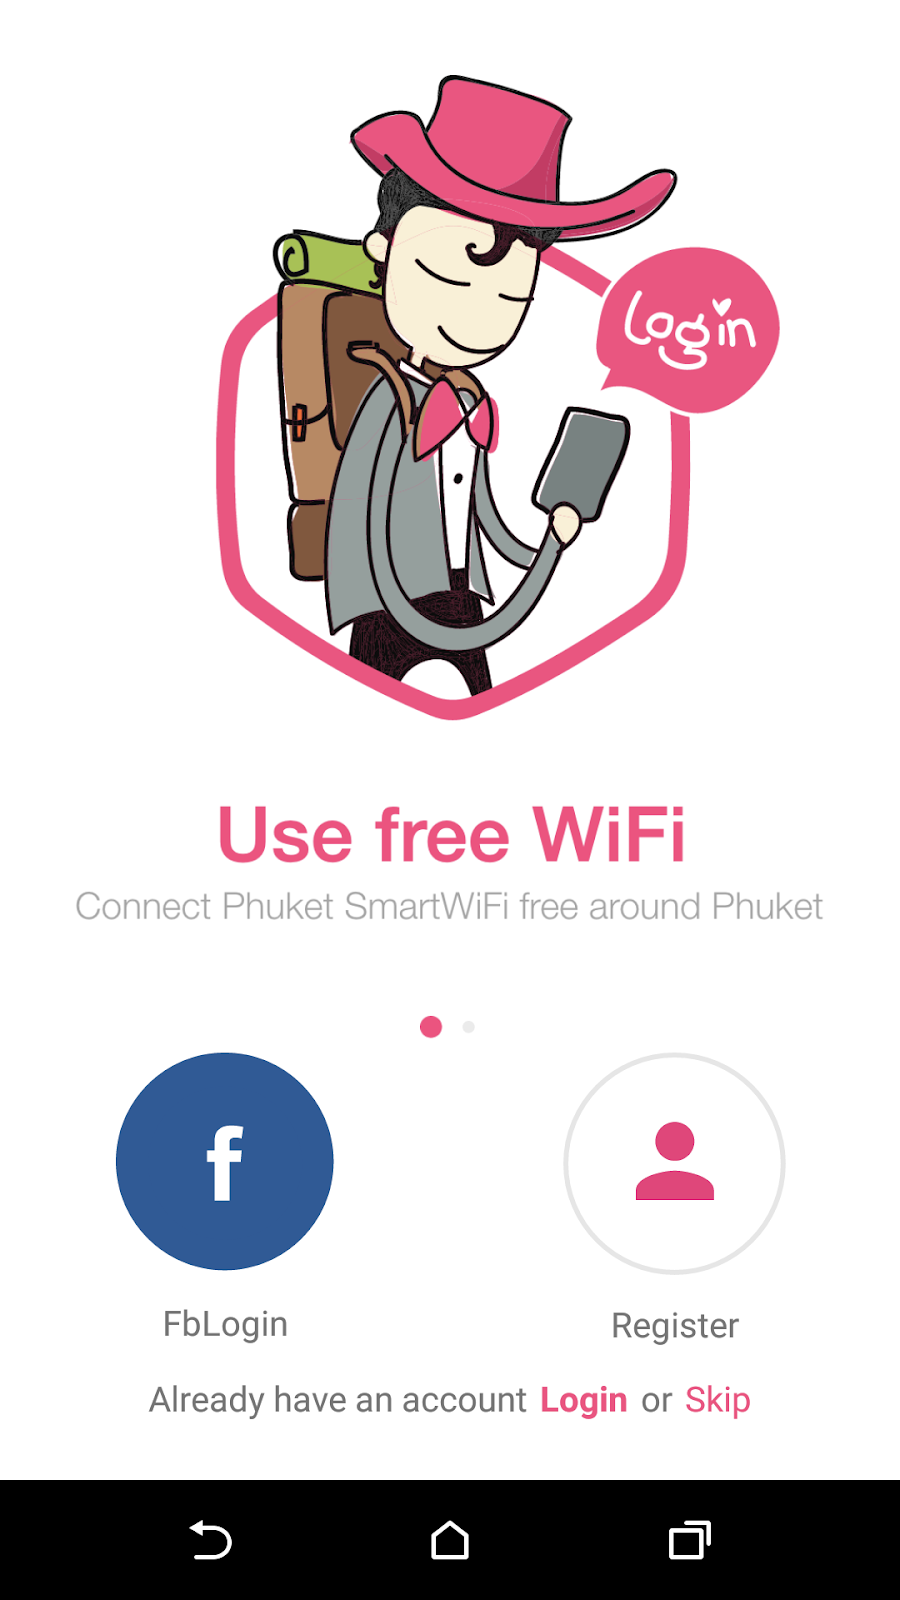 Login
Use free WiFi
Connect Phuket SmartWiFi free around Phuket
f
FbLogin
Register
Already have an account Login or Skip